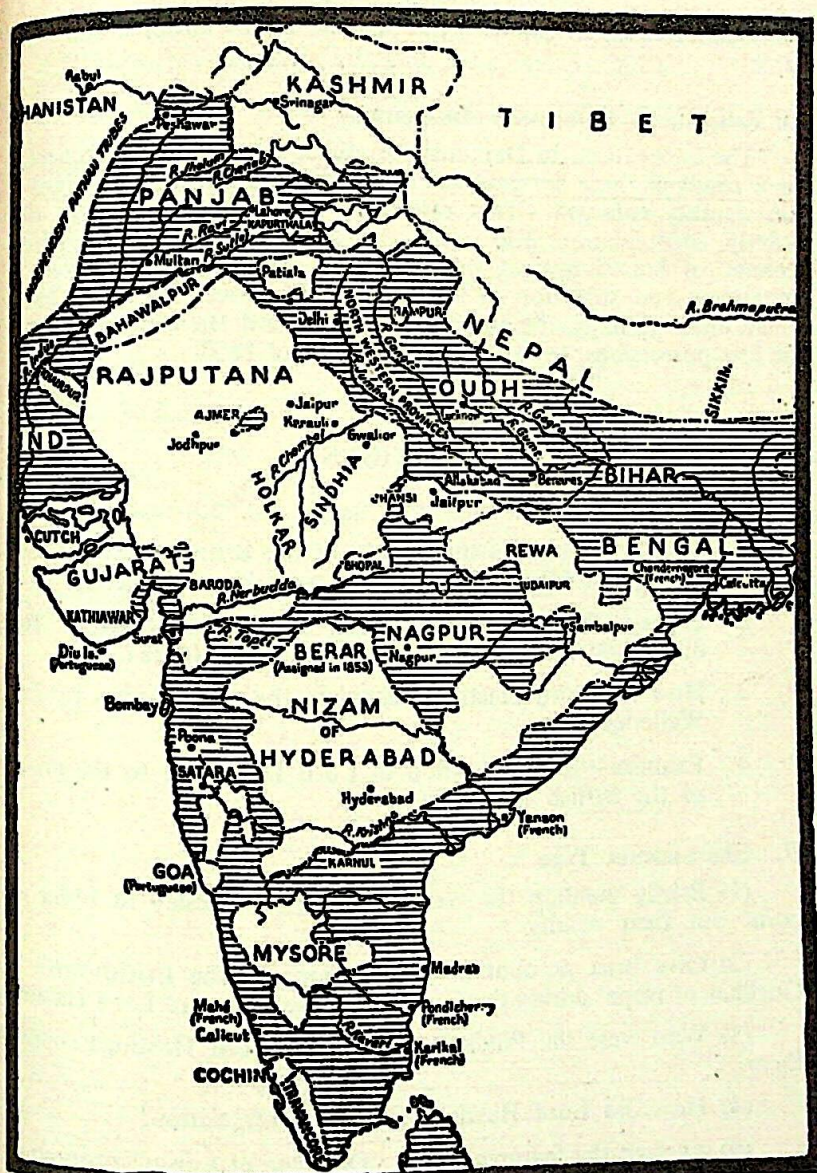 Kabul
HANISTAN
KASHMIR
Srinagar
TIBET
Peshawar
INDEPENDENT PATHAN TRIBES
R. Jhelum
R. Chenab
PANJAB
Lahore
KAPURTHALA
R. Ravi
R. Sutlej
Multan
Patiala
BAHAWALPUR
Delhi
NORTH WESTERN PROVINCES
R. Ganges
R. Jumna
RAMPUR
NEPAL
R. Brahmaputra
R. Indus
RAJPUTANA
OUDH
SIKKIM
IND
AJMER
Jaipur
Karauli
Jodhpur
R. Chambal
Gwalior
R. Gogra
HOLKAR
SINDHIA
Allahabad
Benares
BIHAR
JHANSI
Jaitpur
CUTCH
GUJARAT
BHOPAL
REWA
BENGAL
Chandernagore
(French)
Calcutta
BARODA
R. Nerbudda
UDAIPUR
KATHIAWAR
Surat
R. Tapti
NAGPUR
Nagpur
Sambalpur
Diu Is.
(Portuguese)
BERAR
(Assigned in 1853)
Bombay
NIZAM
OF
HYDERABAD
Poona
SATARA
Hyderabad
Yanaon
(French)
R. Krishna
GOA
(Portuguese)
KARNUL
MYSORE
Madras
Mahé
(French)
Pondicherry
(French)
Calicut
R. Kaveri
Karikal
(French)
COCHIN
TRAVANCORE